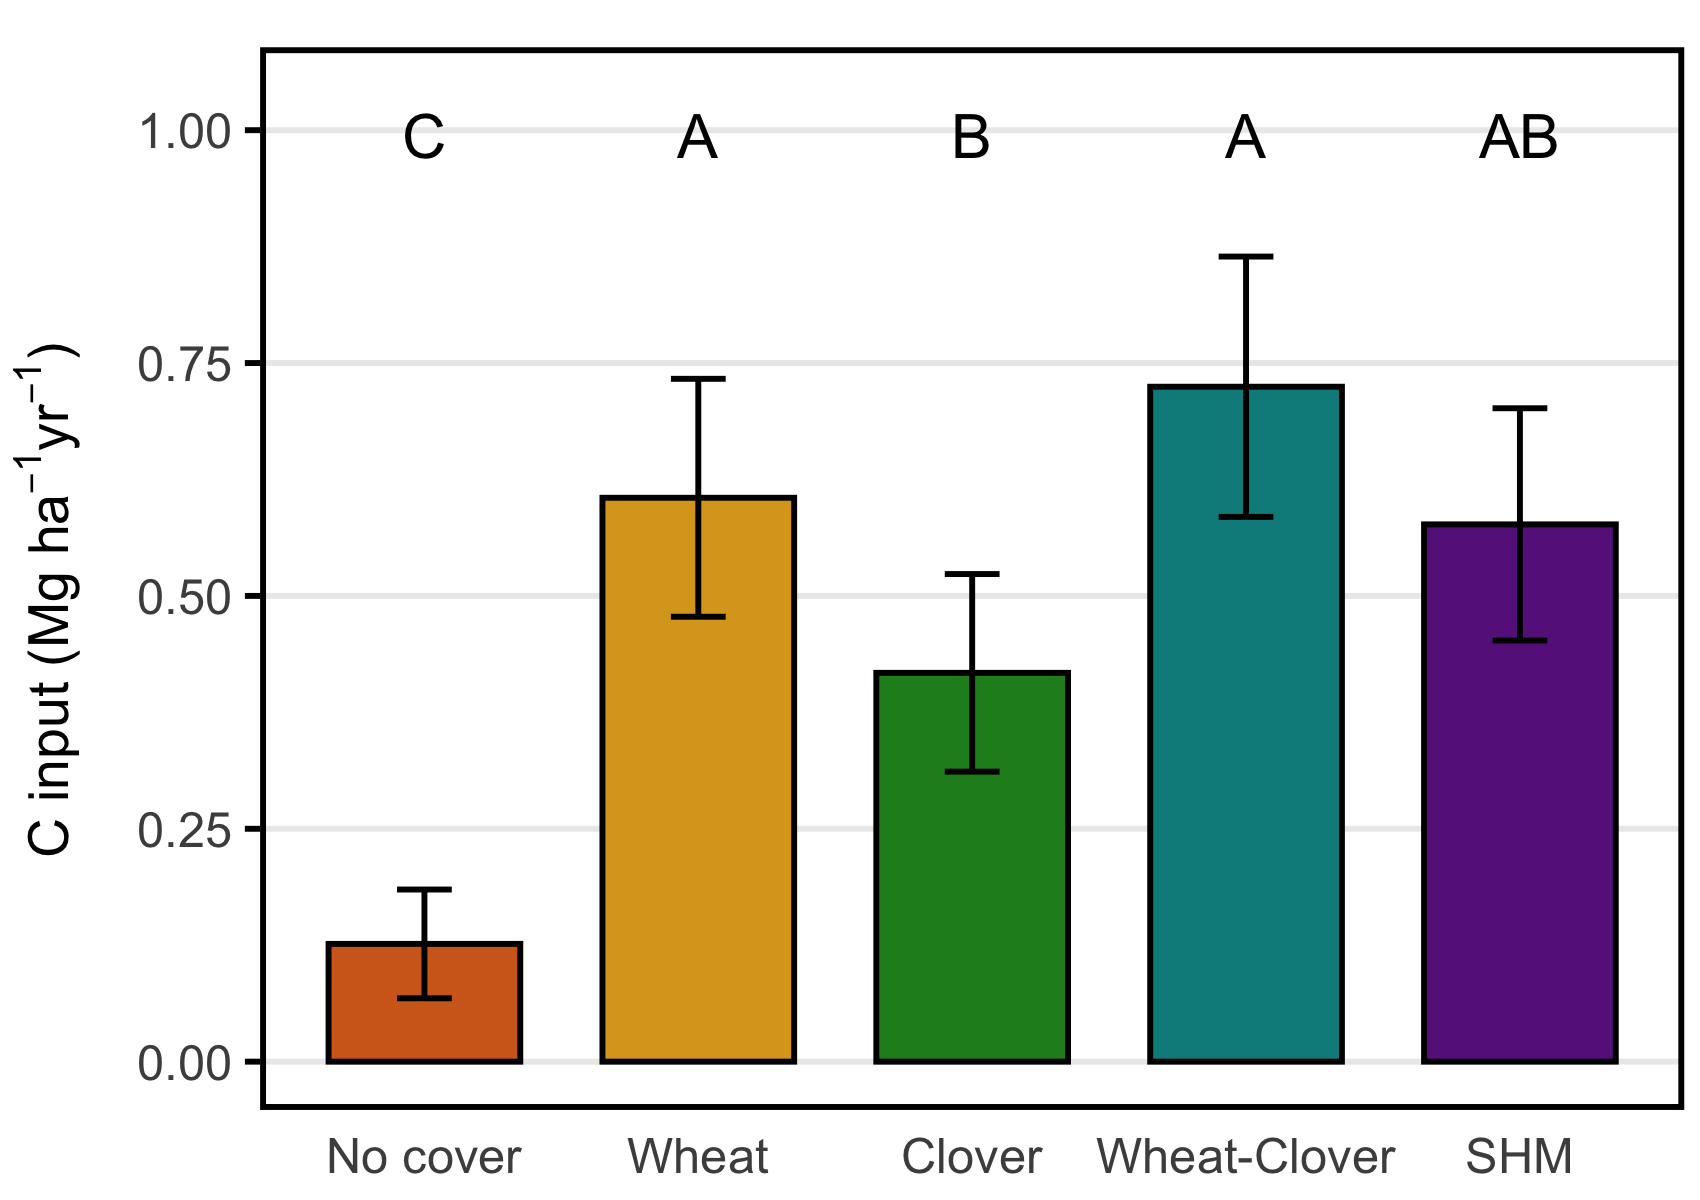 C A B A AB
1.00
0.75
0.50
0.25
0.00
C input (Mg ha⁻¹yr⁻¹)
No cover Wheat Clover Wheat-Clover SHM